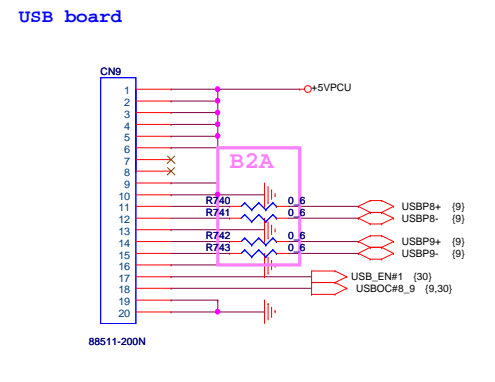 USB board
CN9
1
+5VPCU
2
3
4
5
6
7
B2A
8
9
10
R740 0_6
11 USBP8+ {9}
R741 0_6
12 USBP8- {9}
13
R742 0_6
14 USBP9+ {9}
R743 0_6
15 USBP9- {9}
16
17 USB_EN#1 {30}
18 USBOC#8_9 {9,30}
19
20
88511-200N